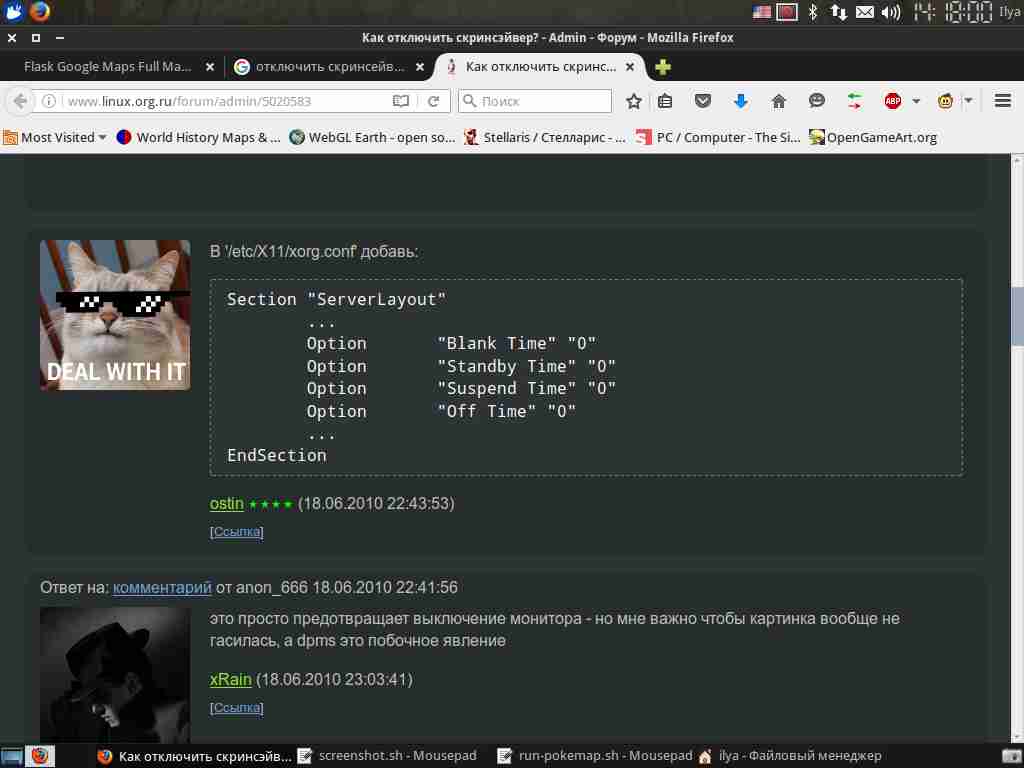 14: 18:00 Ilya
Как отключить скринсэйвер? - Admin - Форум - Mozilla Firefox
Flask Google Maps Full Ma...
отключить скринсейв...
Как отключить скринс...
www.linux.org.ru/forum/admin/5020583
Поиск
ABP
Most Visited
World History Maps & ...
WebGL Earth - open so...
Stellaris / Стелларис - ...
PC / Computer - The Si...
OpenGameArt.org
В '/etc/X11/xorg.conf' добавь:
DEAL WITH IT
Section "ServerLayout"
...
Option "Blank Time" "0"
Option "Standby Time" "0"
Option "Suspend Time" "0"
Option "Off Time" "0"
...
EndSection
ostin ★★★★ (18.06.2010 22:43:53)
[Ссылка]
Ответ на: комментарий от anon_666 18.06.2010 22:41:56
это просто предотвращает выключение монитора - но мне важно чтобы картинка вообще не
гасилась, а dpms это побочное явление
xRain (18.06.2010 23:03:41)
[Ссылка]
Как отключить скринсэйв...
screenshot.sh - Mousepad
run-pokemap.sh - Mousepad
ilya - Файловый менеджер